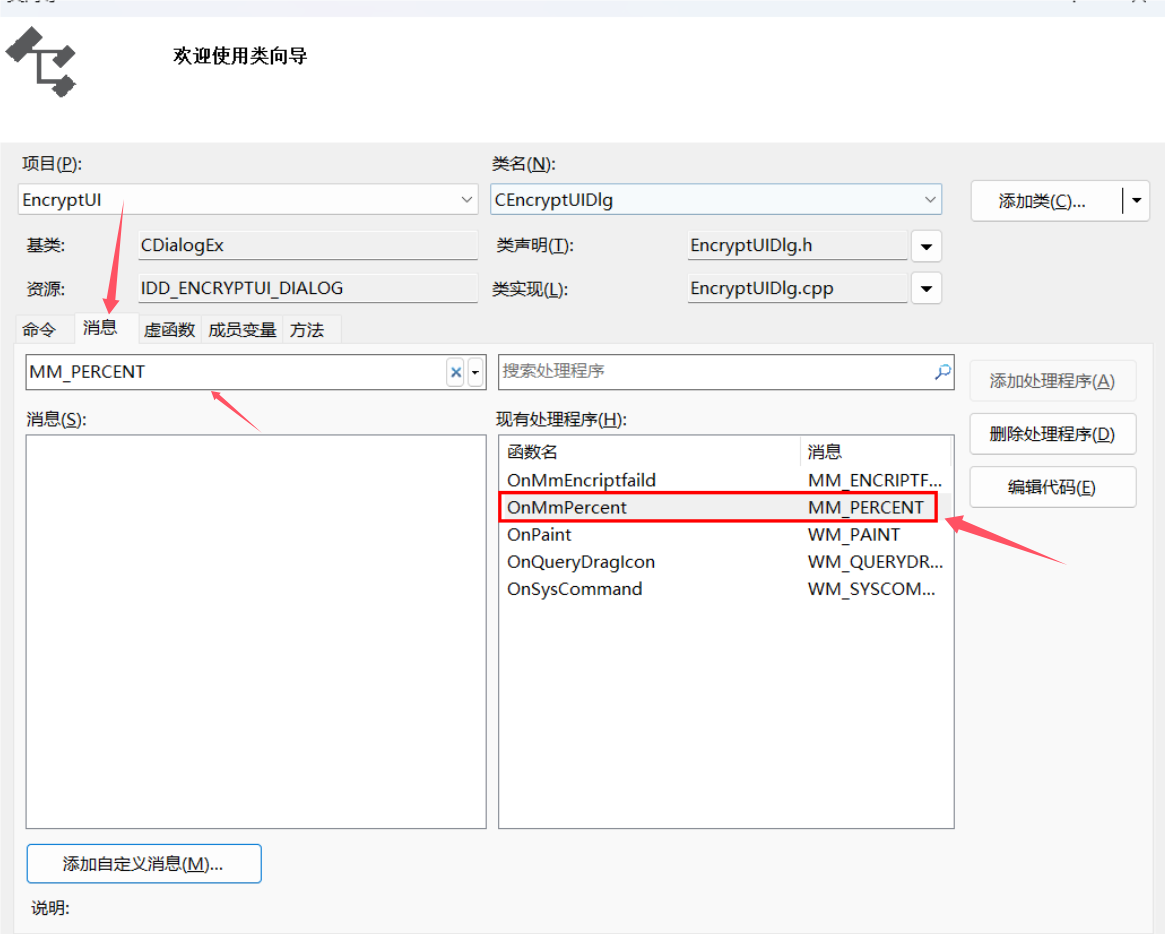 欢迎使用类向导
项目(P): 类名(N):
EncryptUI CEncryptUIDlg 添加类(C)...
基类: CDialogEx 类声明(T): EncryptUIDlg.h
资源: IDD_ENCRYPTUI_DIALOG 类实现(L): EncryptUIDlg.cpp
命令 消息 虚函数 成员变量 方法
MM_PERCENT 搜索处理程序 添加处理程序(A)
消息(S): 现有处理程序(H): 删除处理程序(D)
函数名 消息
OnMmEncriptfaild MM_ENCRIPTF... 编辑代码(E)
OnMmPercent MM_PERCENT
OnPaint WM_PAINT
OnQueryDragIcon WM_QUERYDR...
OnSysCommand WM_SYSCOM...
添加自定义消息(M)...
说明: